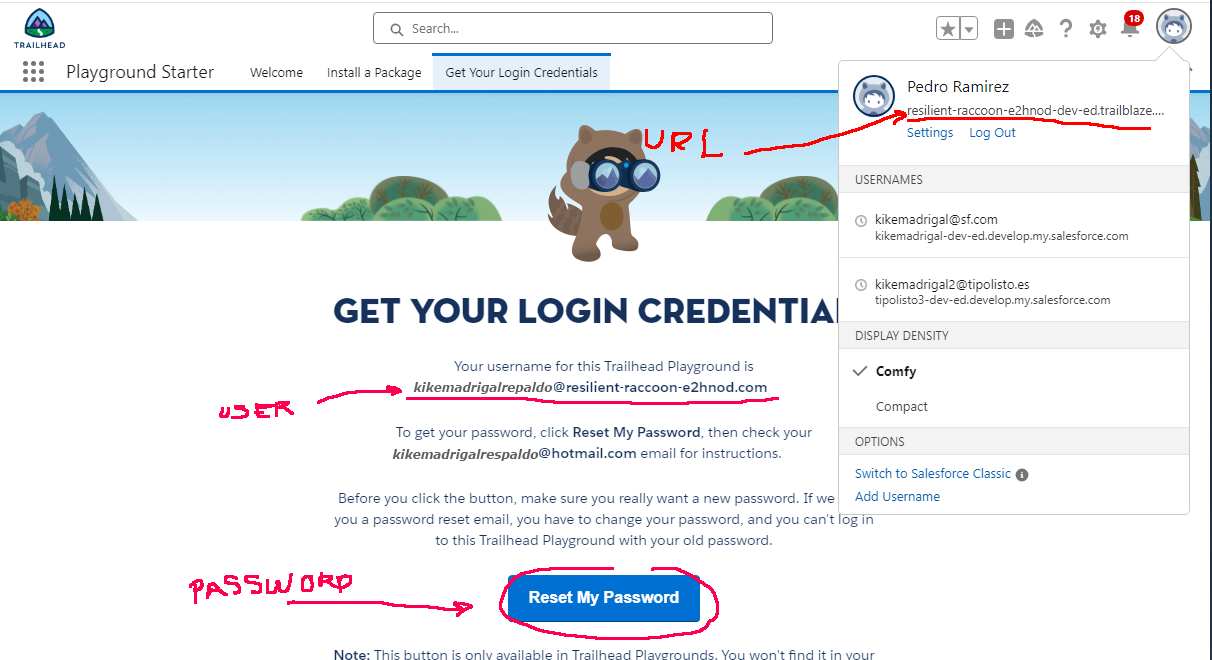 TRAILHEAD
Search...
18
Playground Starter
Welcome
Install a Package
Get Your Login Credentials
Pedro Ramirez
resilient-raccoon-e2hnod-dev-ed.trailblaze....
Settings Log Out
URL
USERNAMES
kikemadrigal@sf.com
kikemadrigal-dev-ed.develop.my.salesforce.com
kikemadrigal2@tipolisto.es
tipolisto3-dev-ed.develop.my.salesforce.com
DISPLAY DENSITY
Comfy
Compact
OPTIONS
Switch to Salesforce Classic
Add Username
GET YOUR LOGIN CREDENTIA
Your username for this Trailhead Playground is
kikemadrigalrepaldo@resilient-raccoon-e2hnod.com
USER
To get your password, click Reset My Password, then check your
kikemadrigalrespaldo@hotmail.com email for instructions.
Before you click the button, make sure you really want a new password. If we
you a password reset email, you have to change your password, and you can't log in
to this Trailhead Playground with your old password.
PASSWORD
Reset My Password
Note: This button is only available in Trailhead Playgrounds. You won't find it in your